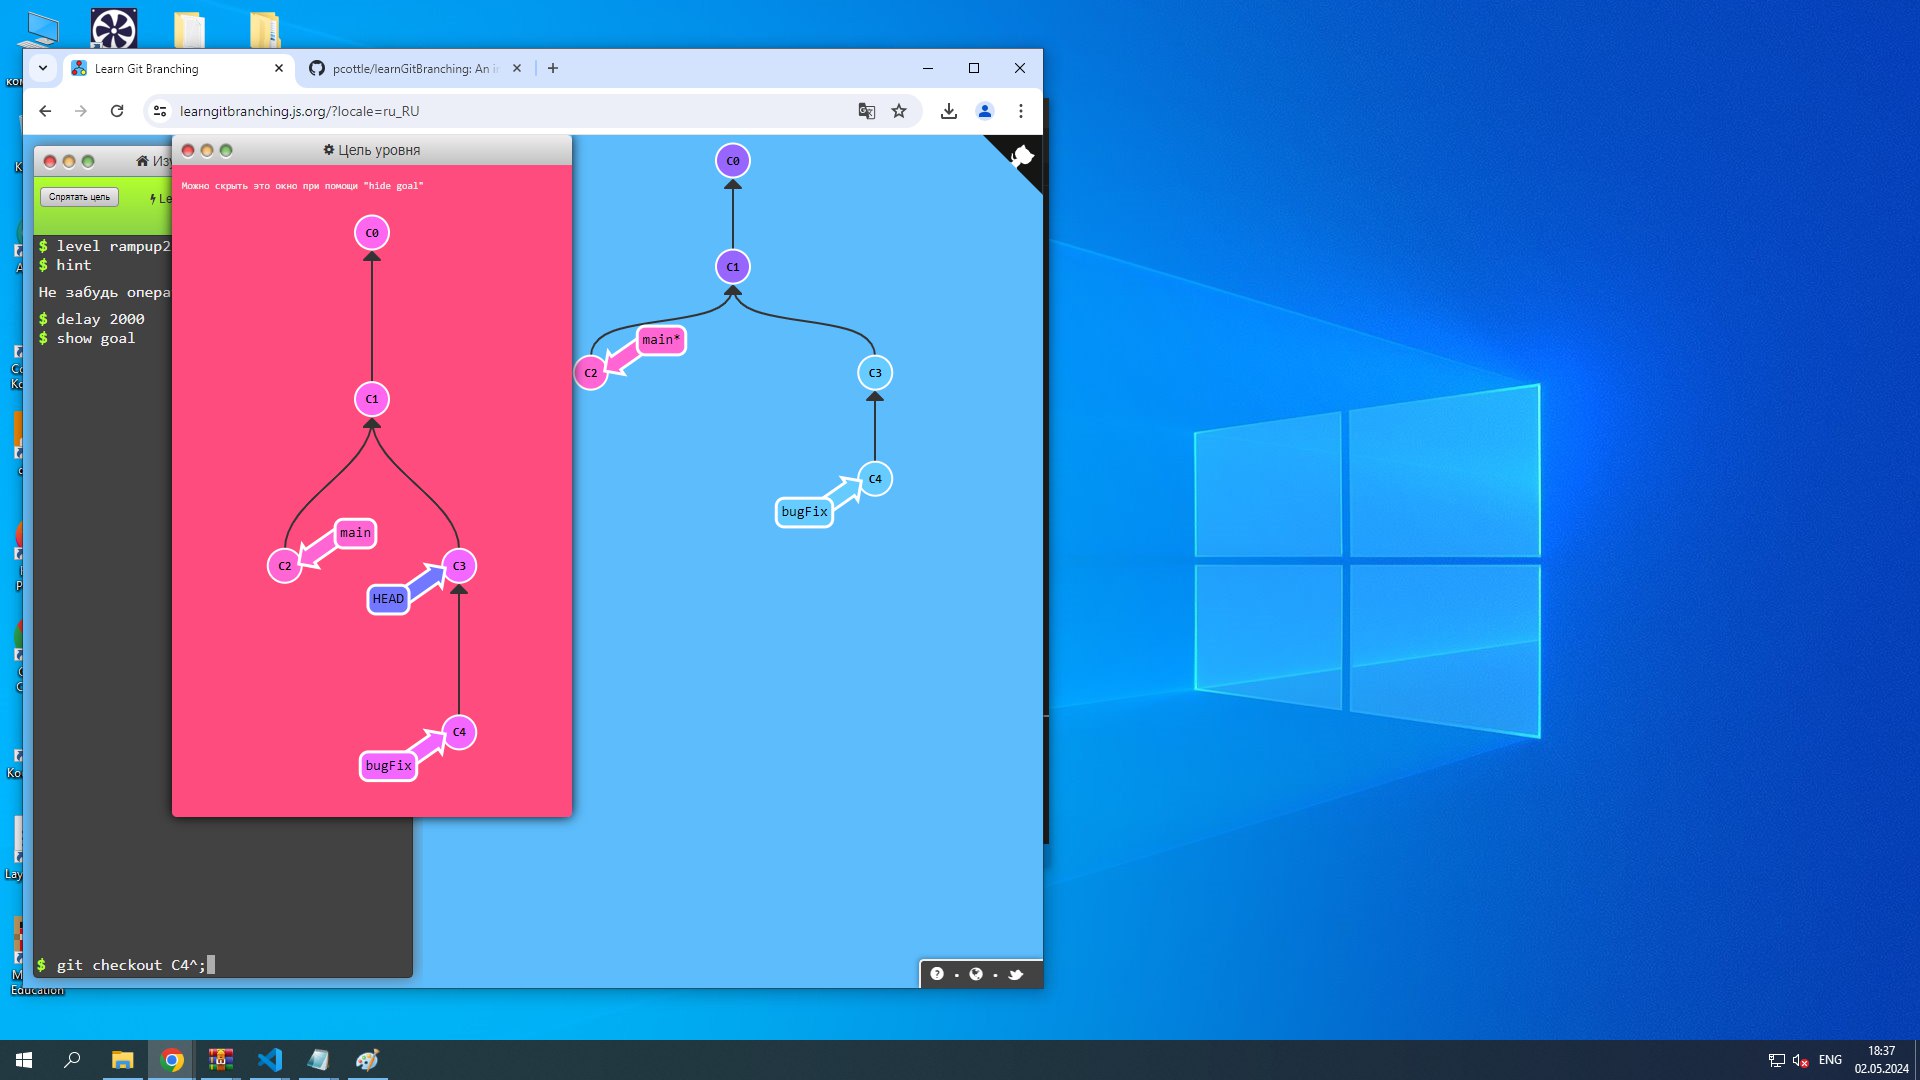 Learn Git Branching
pcottle/learnGitBranching: An i
learngitbranching.js.org/?locale=ru_RU
Изу
Цель уровня
Спрятать цель
Le
Можно скрыть это окно при помощи "hide goal"
$ level rampup2
$ hint
Не забудь опера
$ delay 2000
$ show goal
C0
C1
main
C2
C3
HEAD
C4
bugFix
C0
C1
main*
C2
C3
C4
bugFix
$ git checkout C4^;
Education
ENG
18:37
02.05.2024